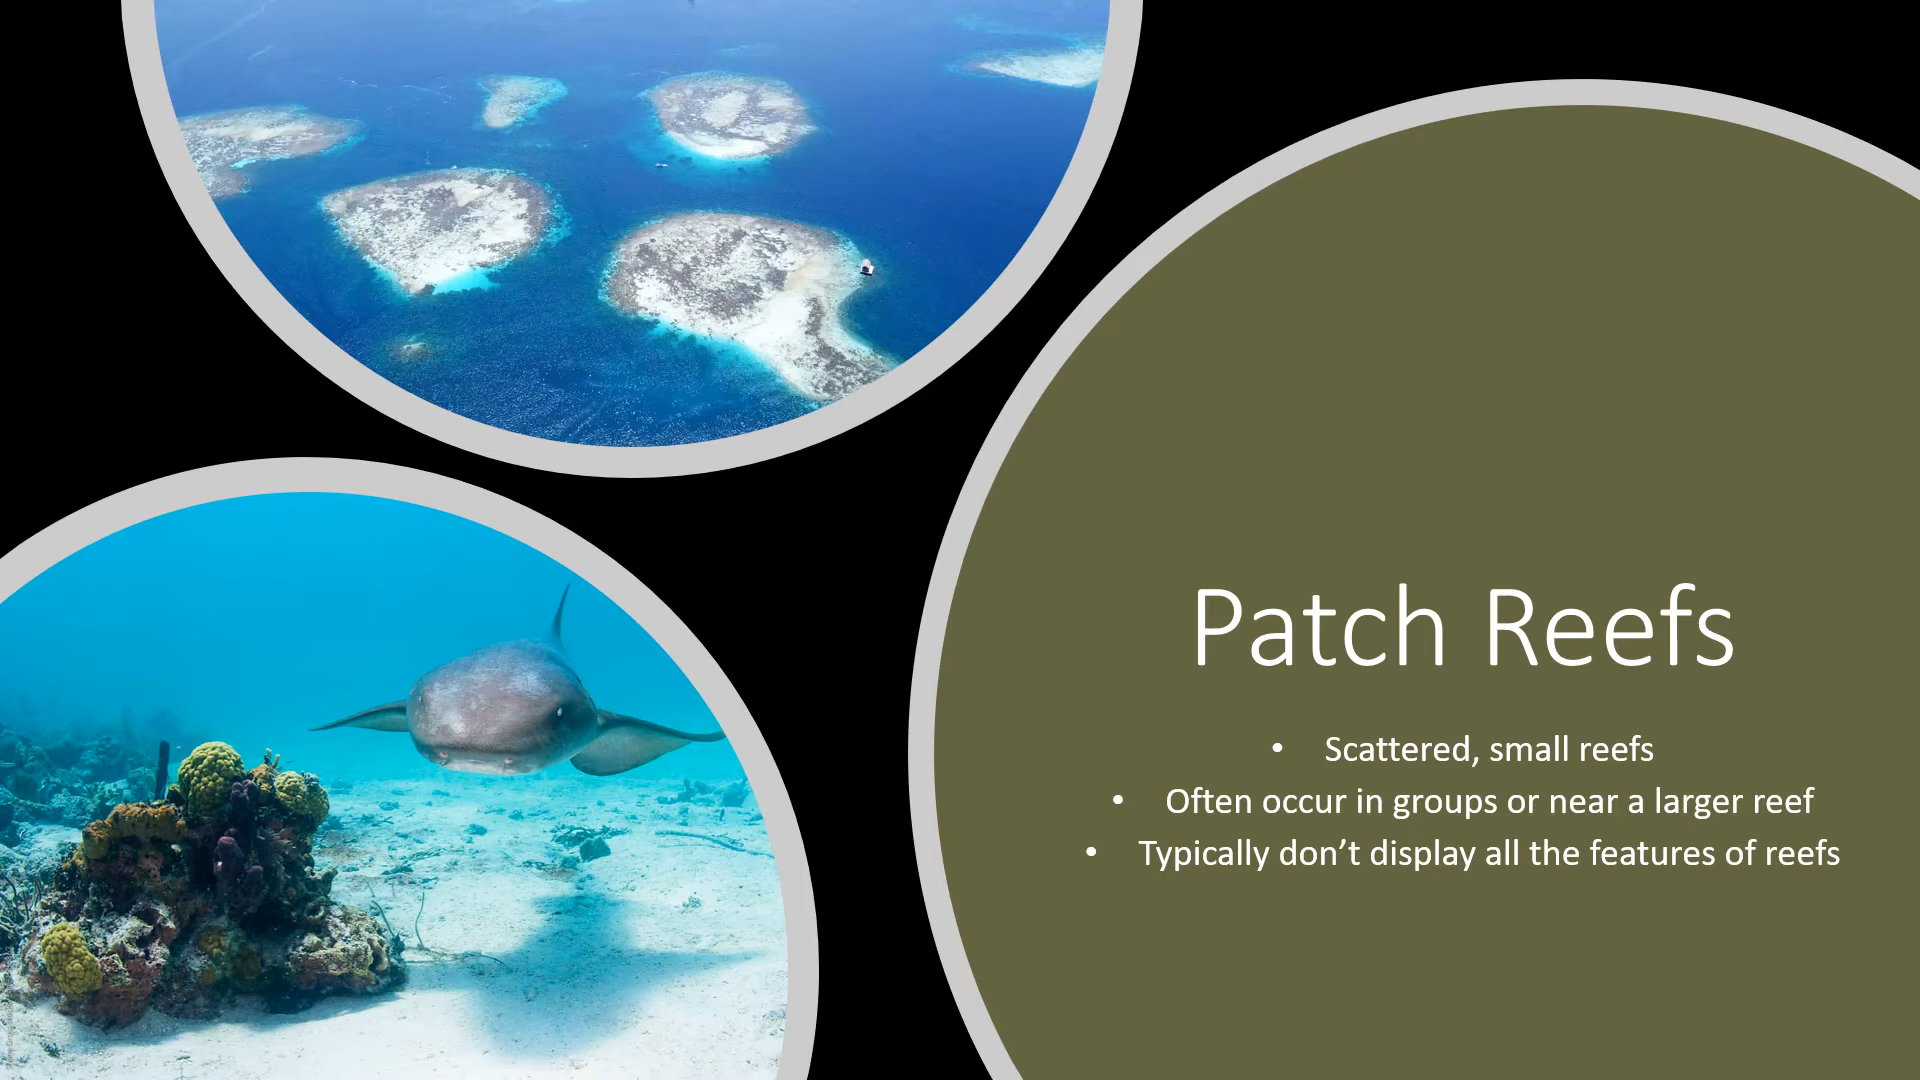 Patch Reefs
• Scattered, small reefs
• Often occur in groups or near a larger reef
• Typically don’t display all the features of reefs